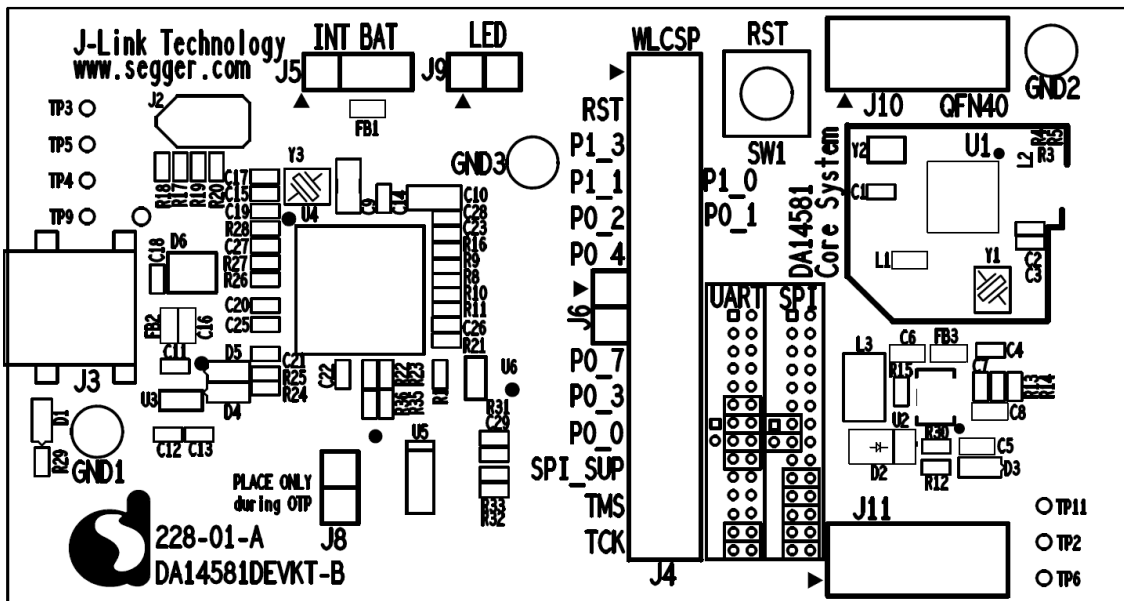 J-Link Technology
www.segger.com
INT BAT
J5
FB1
LED
J9
WLCSP
RST
SW1
J10
QFN40
GND2
J2
TP3
TP5
TP4
TP9
R18
R17
R19
R20
C17
C15
C19
R28
C27
R27
R26
C20
C25
Y3
U4
C9
C14
C10
C28
C23
R16
R9
R8
R10
R11
C26
R21
GND3
RST
P1_3
P1_1
P0_2
P0_4
J6
P0_7
P0_3
P0_0
SPI_SUP
TMS
TCK
J4
P1_0
P0_1
DA14581
Core System
UART
SPI
Y2
C1
L1
U1
L2
R4
R3
R5
C2
C3
Y1
C18
D6
FB2
C16
C11
J3
D5
C21
R25
R24
D4
U3
C12
C13
D1
R29
GND1
C22
R22
R23
R36
R35
R1
U6
R31
C29
U5
R33
R32
PLACE ONLY
during OTP
J8
L3
C6
FB3
C4
R15
C7
R13
R14
C8
U2
R30
C5
D2
R12
D3
J11
TP11
TP2
TP6
228-01-A
DA14581DEVKT-B